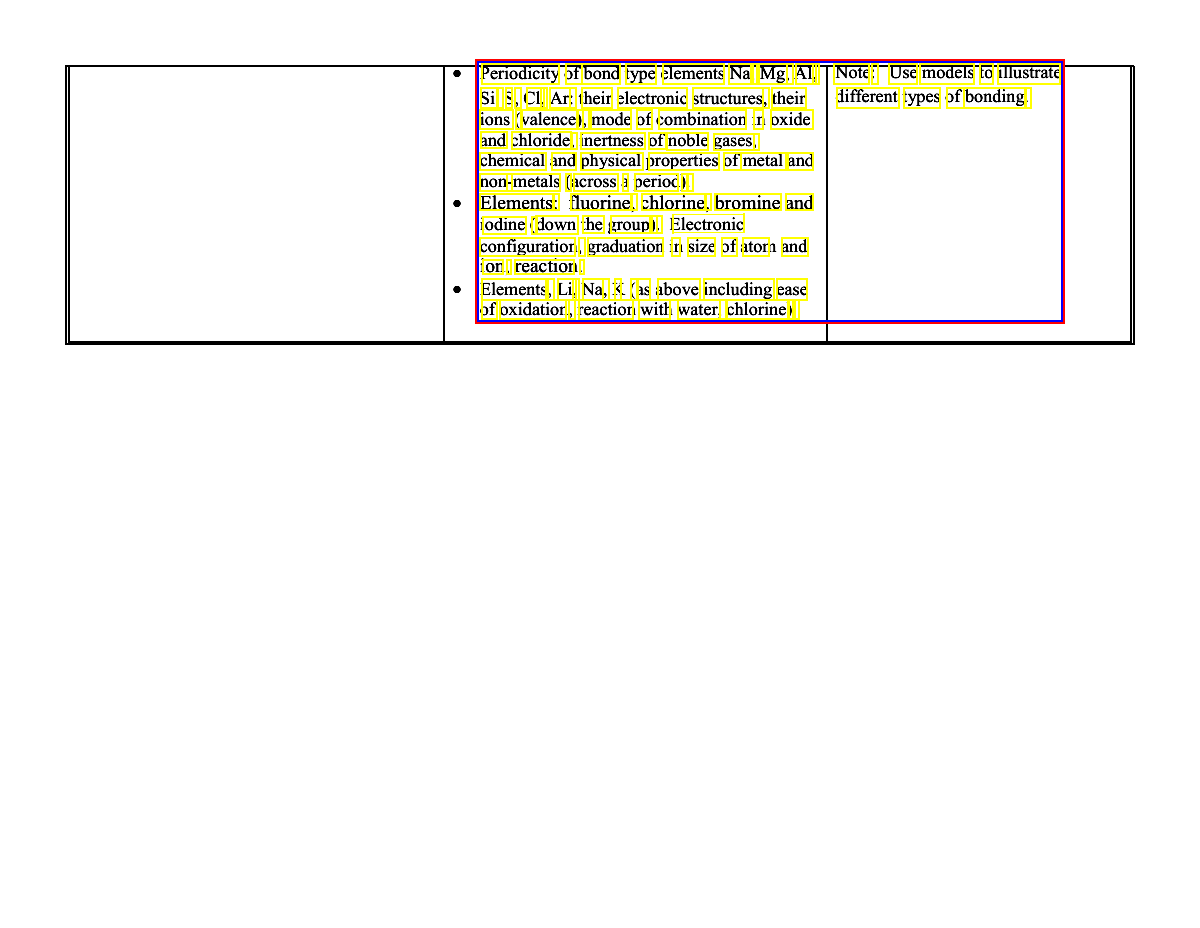 • Periodicity of bond type elements Na, Mg, Al,
Si, S, Cl, Ar: their electronic structures, their
ions (valence), mode of combination in oxide
and chloride, inertness of noble gases,
chemical and physical properties of metal and
non-metals (across a period)
• Elements: fluorine, chlorine, bromine and
iodine (down the group). Electronic
configuration, graduation in size of atom and
ion, reaction.
• Elements, Li, Na, K (as above including ease
of oxidation, reaction with water, chlorine)
Note: Use models to illustrate
different types of bonding.